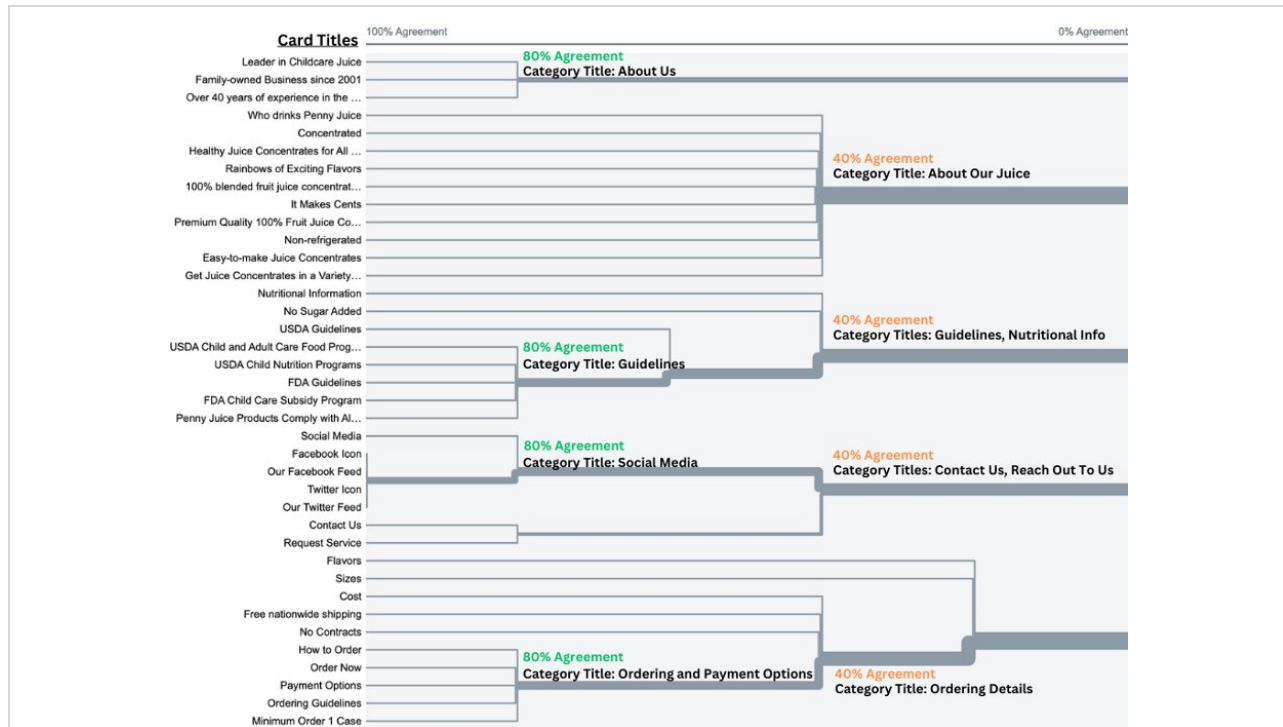 100% Agreement
0% Agreement
Card Titles
Leader in Childcare Juice
80% Agreement
Category Title: About Us
Family-owned Business since 2001
Over 40 years of experience in the ...
Who drinks Penny Juice
Concentrated
Healthy Juice Concentrates for All ...
40% Agreement
Category Title: About Our Juice
Rainbows of Exciting Flavors
100% blended fruit juice concentrat...
It Makes Cents
Premium Quality 100% Fruit Juice Co...
Non-refrigerated
Easy-to-make Juice Concentrates
Get Juice Concentrates in a Variety...
Nutritional Information
No Sugar Added
40% Agreement
Category Titles: Guidelines, Nutritional Info
USDA Guidelines
USDA Child and Adult Care Food Prog...
80% Agreement
Category Title: Guidelines
USDA Child Nutrition Programs
FDA Guidelines
FDA Child Care Subsidy Program
Penny Juice Products Comply with Al...
Social Media
80% Agreement
Category Title: Social Media
Facebook Icon
40% Agreement
Category Titles: Contact Us, Reach Out To Us
Our Facebook Feed
Twitter Icon
Our Twitter Feed
Contact Us
Request Service
Flavors
Sizes
Cost
Free nationwide shipping
No Contracts
How to Order
80% Agreement
Category Title: Ordering and Payment Options
Order Now
40% Agreement
Category Title: Ordering Details
Payment Options
Ordering Guidelines
Minimum Order 1 Case